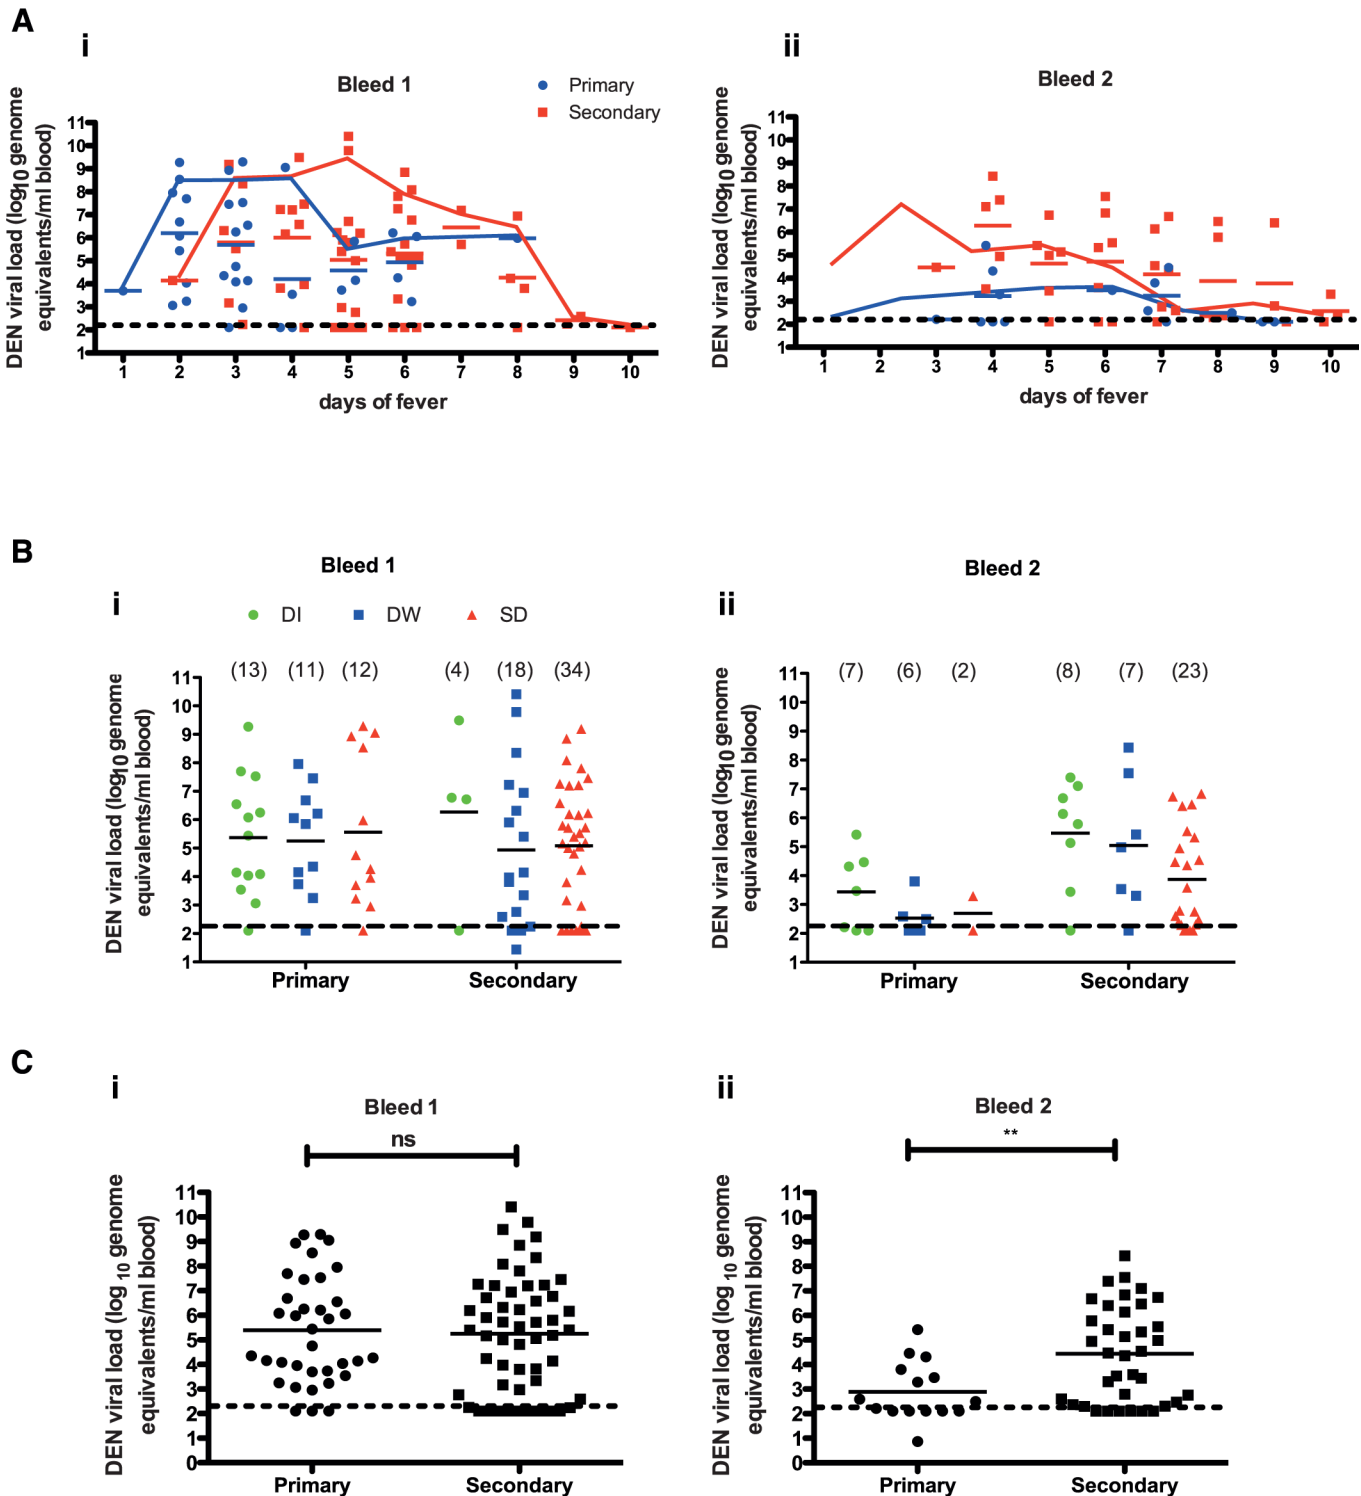 A
i
ii
Bleed 1
Bleed 2
Primary
Secondary
DEN viral load (log10 genome
equivalents/ml blood)
11
10
9
8
7
6
5
4
3
2
1
1 2 3 4 5 6 7 8 9 10
days of fever
DEN viral load (log10 genome
equivalents/ml blood)
11
10
9
8
7
6
5
4
3
2
1
1 2 3 4 5 6 7 8 9 10
days of fever
B
i
ii
Bleed 1
Bleed 2
DI DW SD
(13) (11) (12) (4) (18) (34)
DEN viral load (log10 genome
equivalents/ml blood)
11
10
9
8
7
6
5
4
3
2
1
Primary Secondary
(7) (6) (2) (8) (7) (23)
DEN viral load (log10 genome
equivalents/ml blood)
11
10
9
8
7
6
5
4
3
2
1
Primary Secondary
C
i
ii
Bleed 1
ns
Bleed 2
**
DEN viral load (log 10 genome
equivalents/ml blood)
11
10
9
8
7
6
5
4
3
2
1
0
Primary Secondary
DEN viral load (log 10 genome
equivalents/ml blood)
11
10
9
8
7
6
5
4
3
2
1
0
Primary Secondary